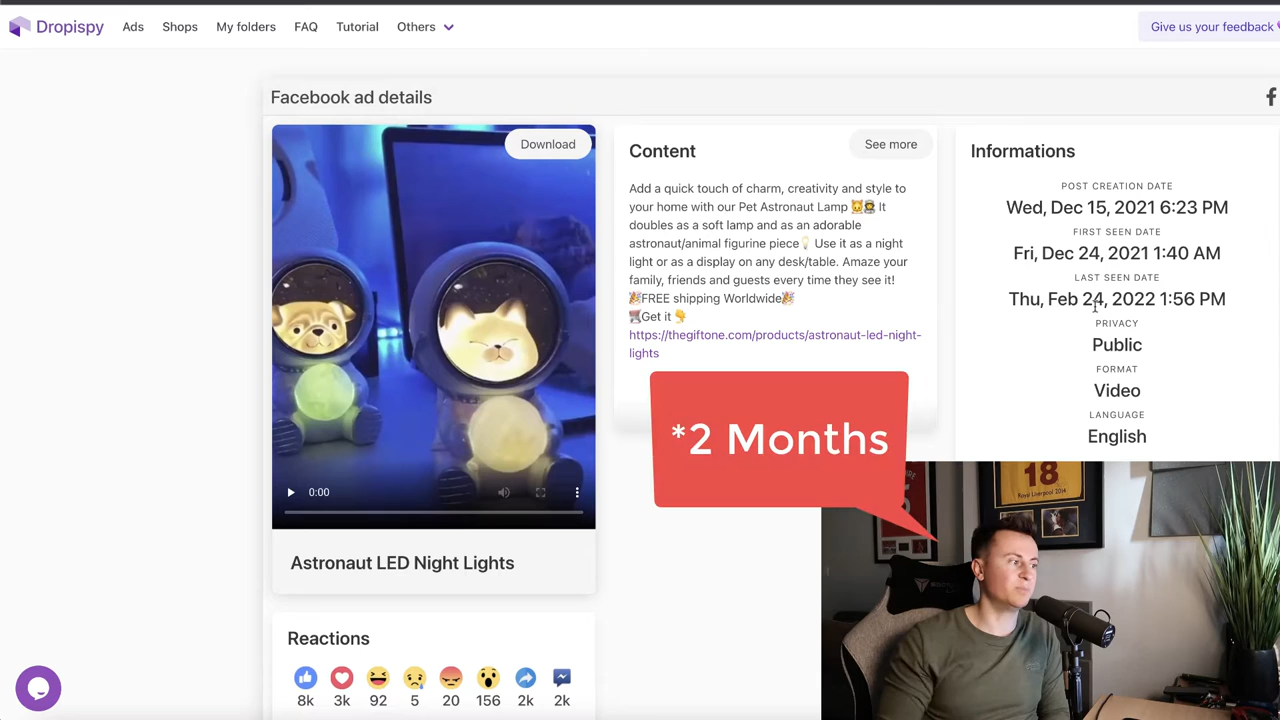 Dropispy
Ads
Shops
My folders
FAQ
Tutorial
Others
Give us your feedback
Facebook ad details
Download
Astronaut LED Night Lights
Content
See more
Add a quick touch of charm, creativity and style to
your home with our Pet Astronaut Lamp 🐱👩‍🚀 It
doubles as a soft lamp and as an adorable
astronaut/animal figurine piece💡 Use it as a night
light or as a display on any desk/table. Amaze your
family, friends and guests every time they see it!
🎉FREE shipping Worldwide🎉
Get it 👇
https://thegiftone.com/products/astronaut-led-night-
lights
Informations
POST CREATION DATE
Wed, Dec 15, 2021 6:23 PM
FIRST SEEN DATE
Fri, Dec 24, 2021 1:40 AM
LAST SEEN DATE
Thu, Feb 24, 2022 1:56 PM
PRIVACY
Public
FORMAT
Video
LANGUAGE
English
*2 Months
0:00
Reactions
8k
3k
92
5
20
156
2k
2k
18
Royal Liverpool 2014